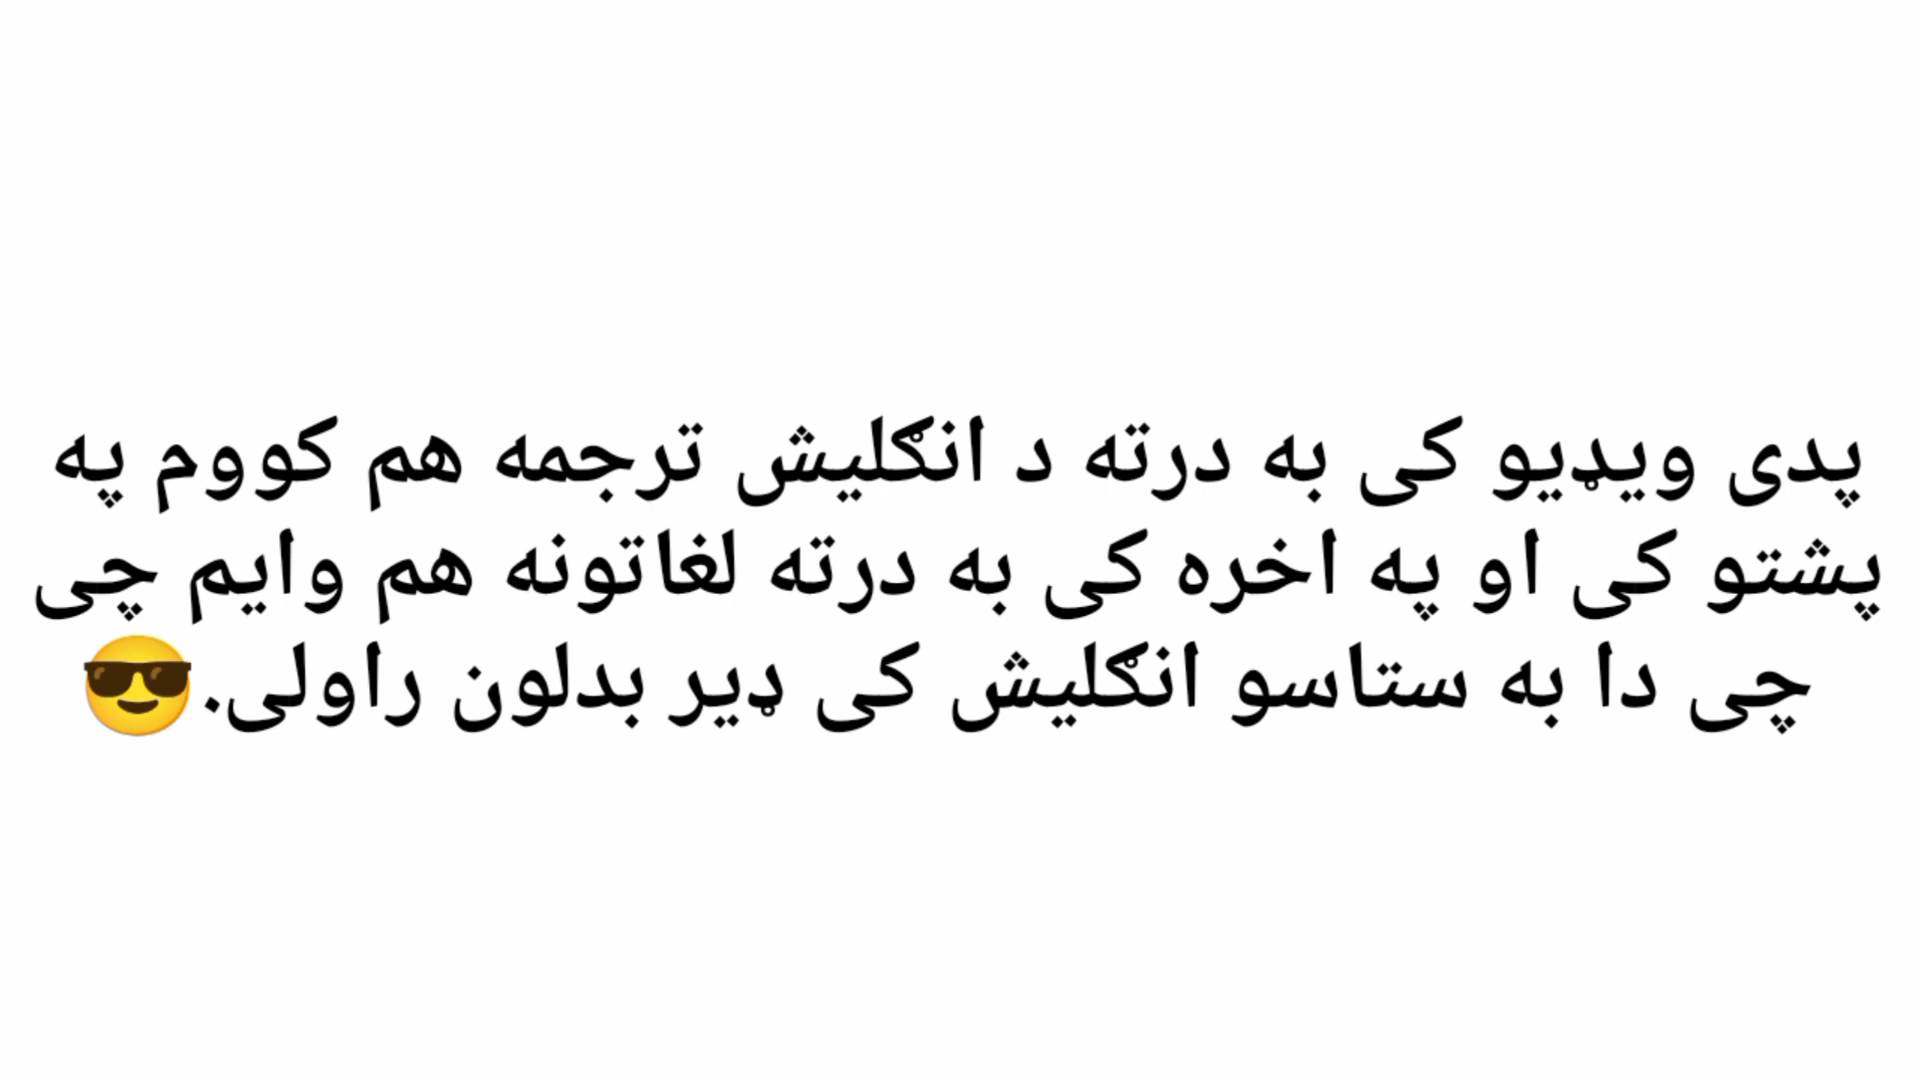 پدی ویډیو کی به درته د انګلیش ترجمه هم کووم په
پشتو کی او په اخره کی به درته لغاتونه هم وایم چی
چی دا به ستاسو انګلیش کی ډیر بدلون راولی.😎